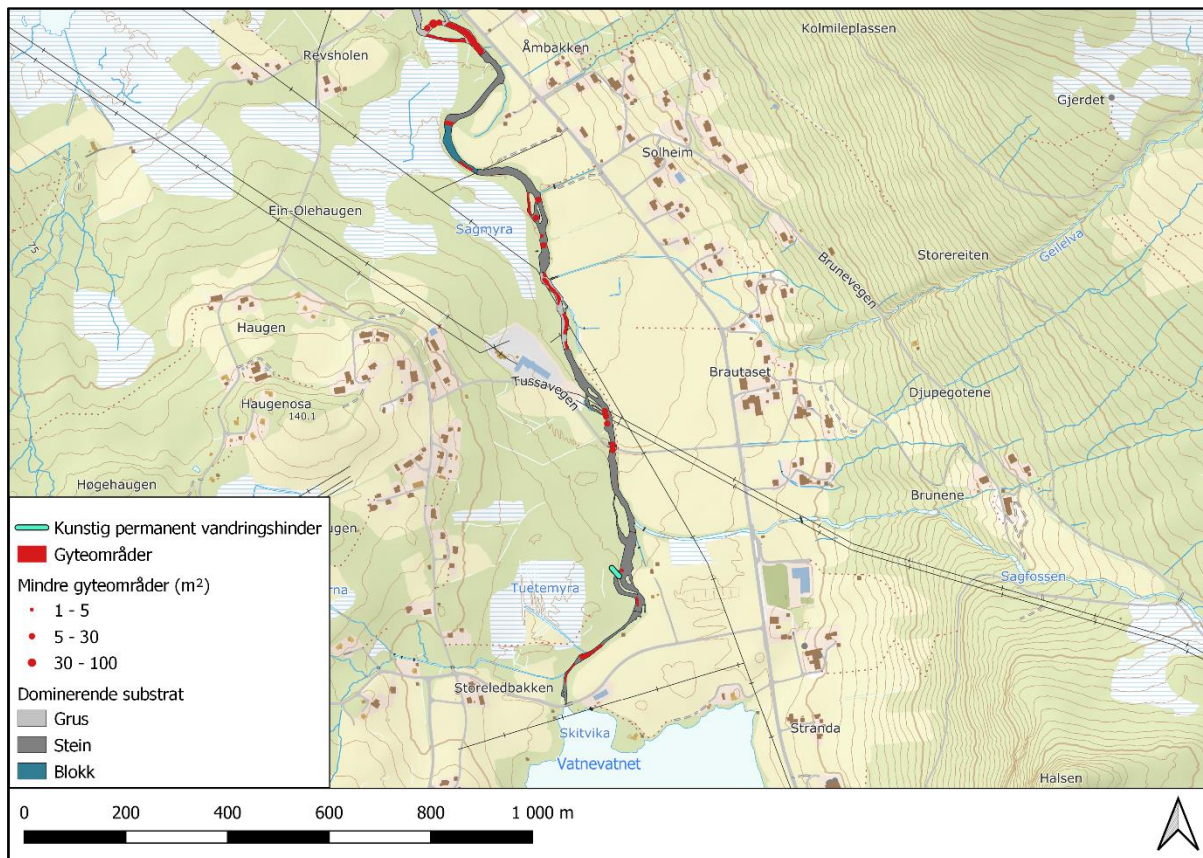 Kolmileplassen
Åmbakken
Revsholen
Gjerdet
Solheim
Ein-Olehaugen
Sagmyra
75
Storereiten
Geilelva
Brunevegen
Haugen
Tussavegen
Brautaset
Djupegotene
Haugenosa
140.1
Høgehaugen
Brunene
Sagfossen
Tuetemyra
Storeledbakken
Skitvika
Stranda
Vatnevatnet
Halsen
Kunstig permanent vandringshinder
Gyteområder
Mindre gyteområder (m²)
1 - 5
5 - 30
30 - 100
Dominerende substrat
Grus
Stein
Blokk
0 200 400 600 800 1 000 m